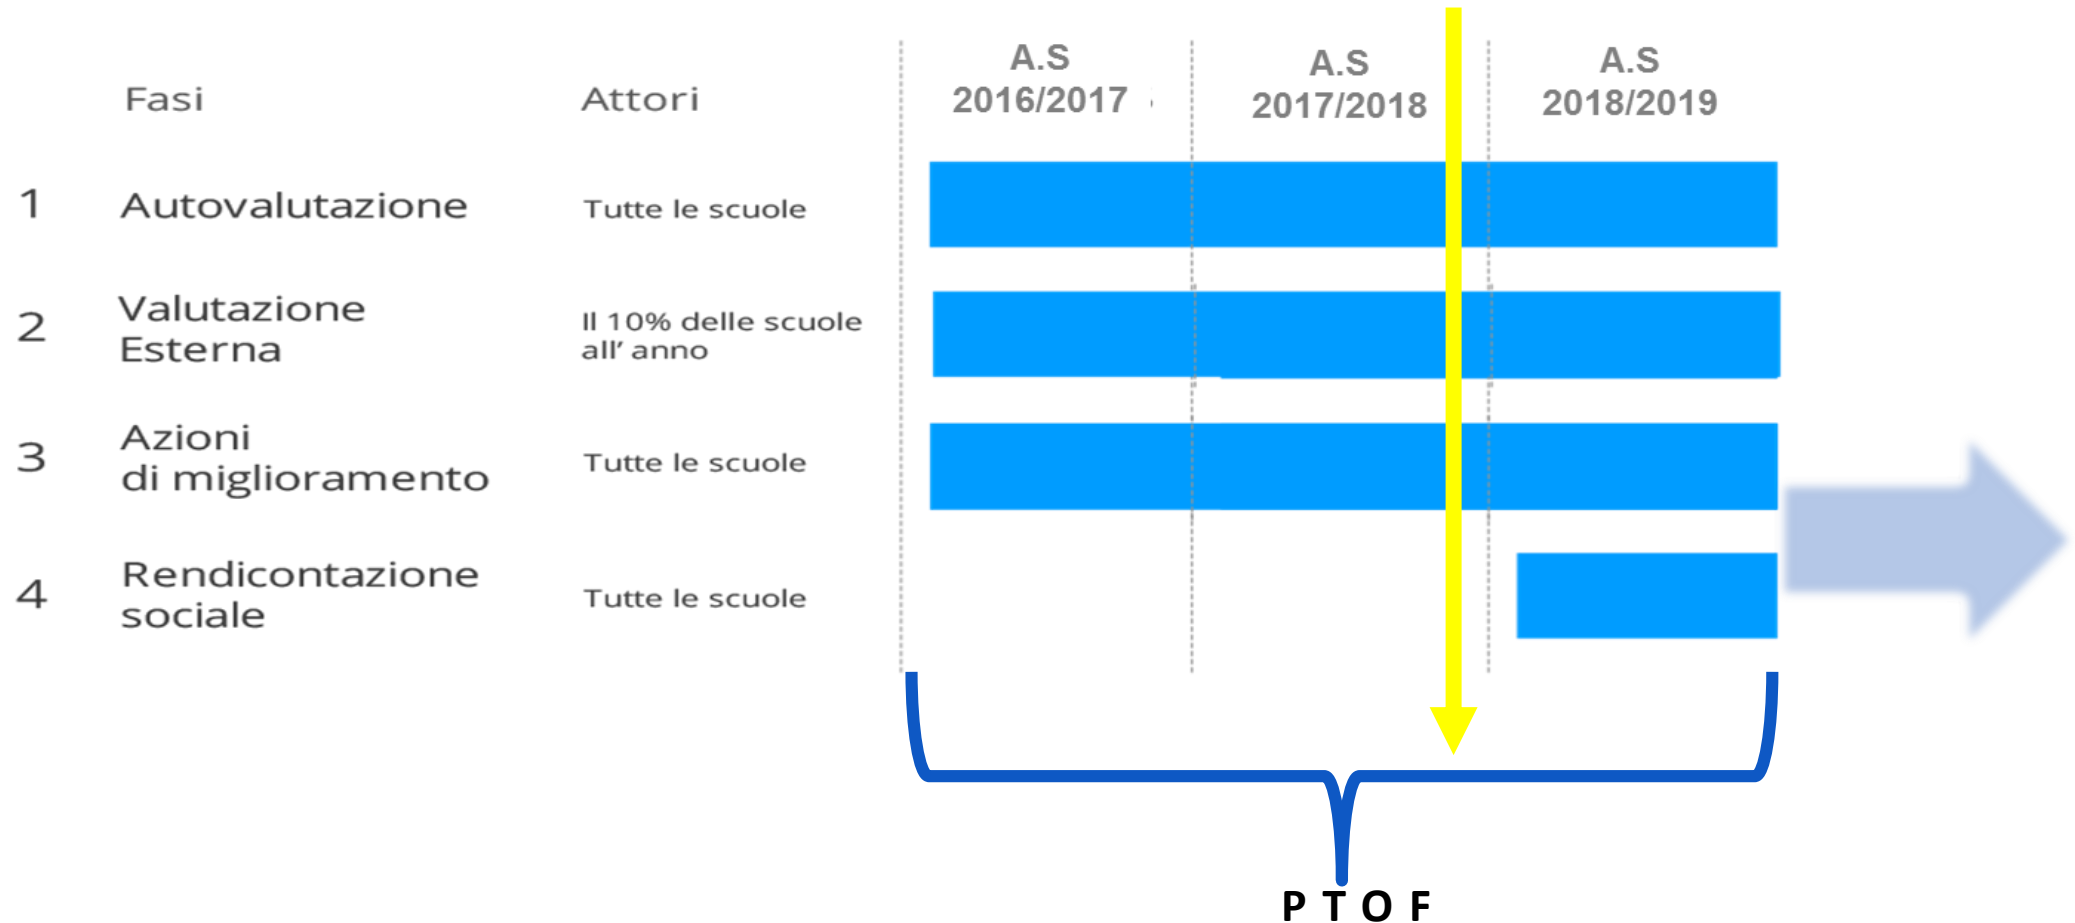 Fasi
Attori
A.S
2016/2017
A.S
2017/2018
A.S
2018/2019
1
Autovalutazione
Tutte le scuole
2
Valutazione
Esterna
Il 10% delle scuole
all’ anno
3
Azioni
di miglioramento
Tutte le scuole
4
Rendicontazione
sociale
Tutte le scuole
P T O F